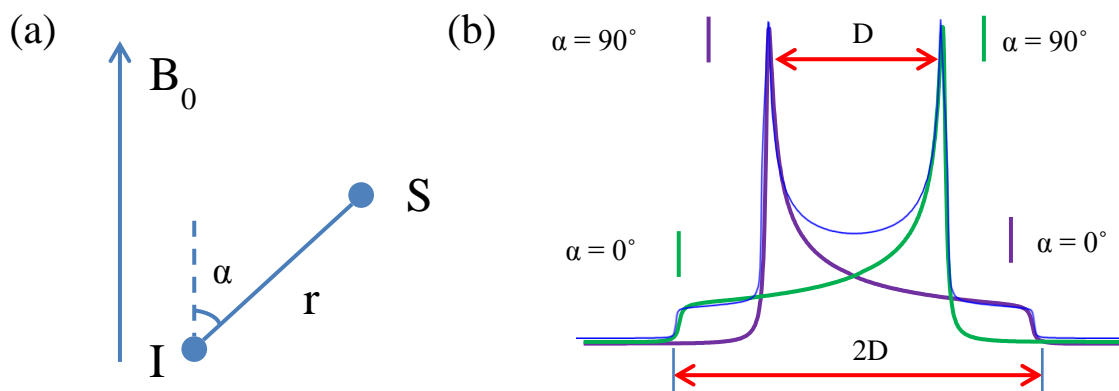 (a)
B₀
S
α
r
I
(b)
α = 90°
D
α = 90°
α = 0°
α = 0°
2D